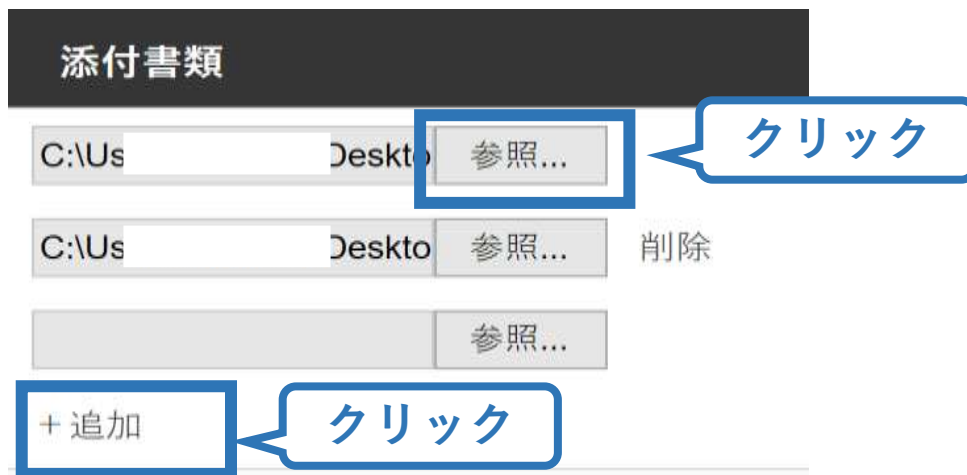 添付書類
C:\Us Deskto 参照... クリック
C:\Us Deskto 参照... 削除
参照...
+ 追加 クリック